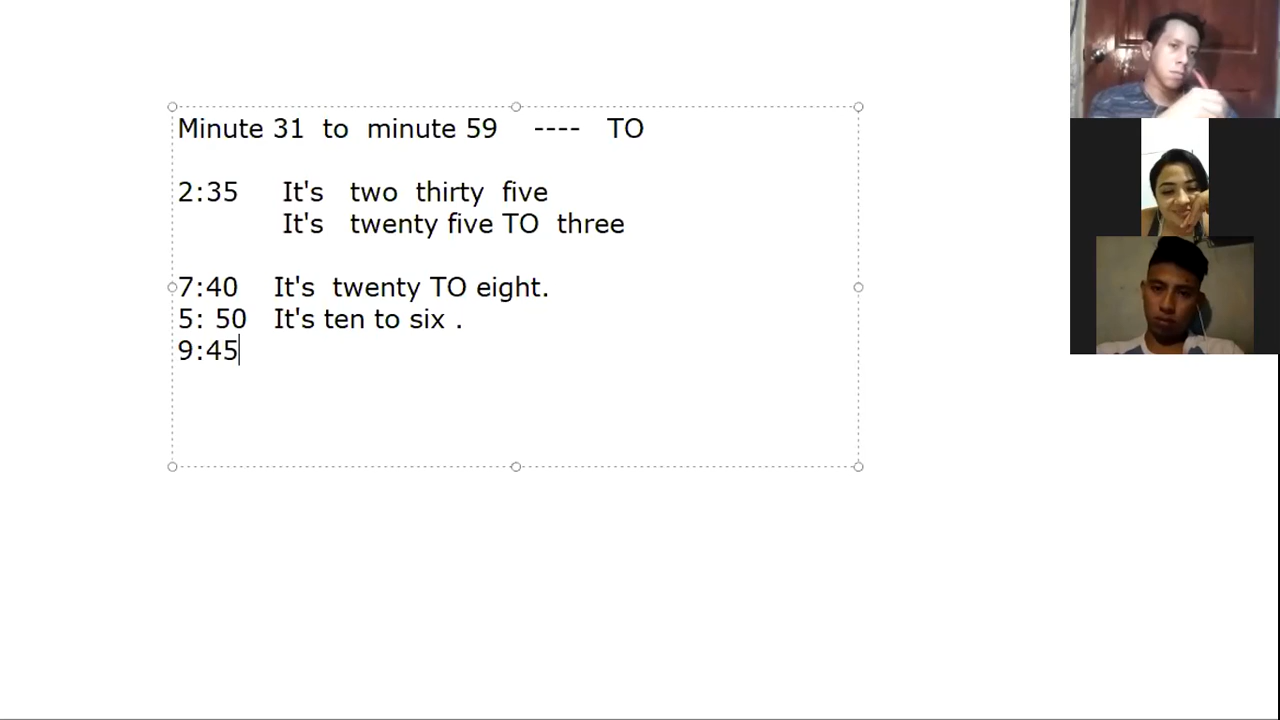 Minute 31 to minute 59 ---- TO
2:35 It's two thirty five
It's twenty five TO three
7:40 It's twenty TO eight.
5: 50 It's ten to six .
9:45